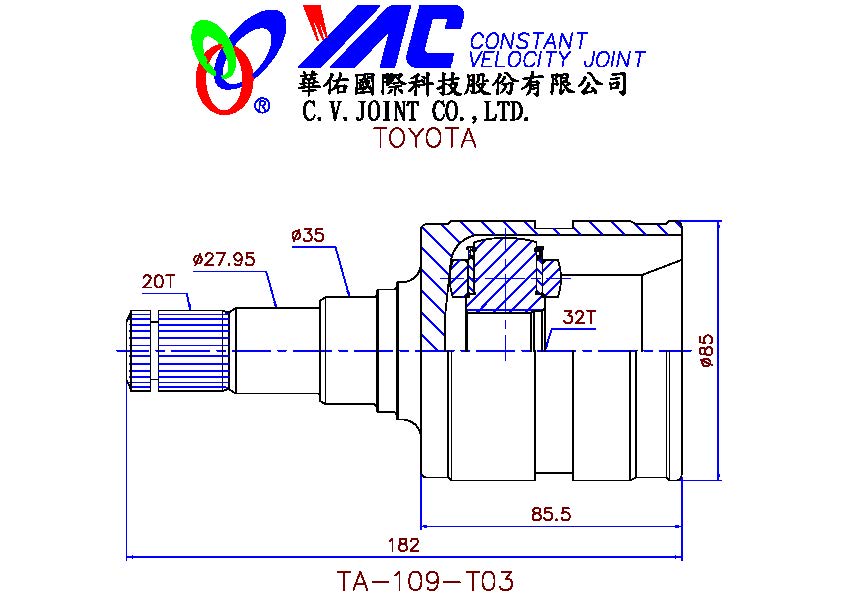 YAC
CONSTANT
VELOCITY JOINT
®
華佑國際科技股份有限公司
C.V.JOINT CO.,LTD.
TOYOTA
ø35
ø27.95
20T
32T
ø85
85.5
182
TA-109-T03